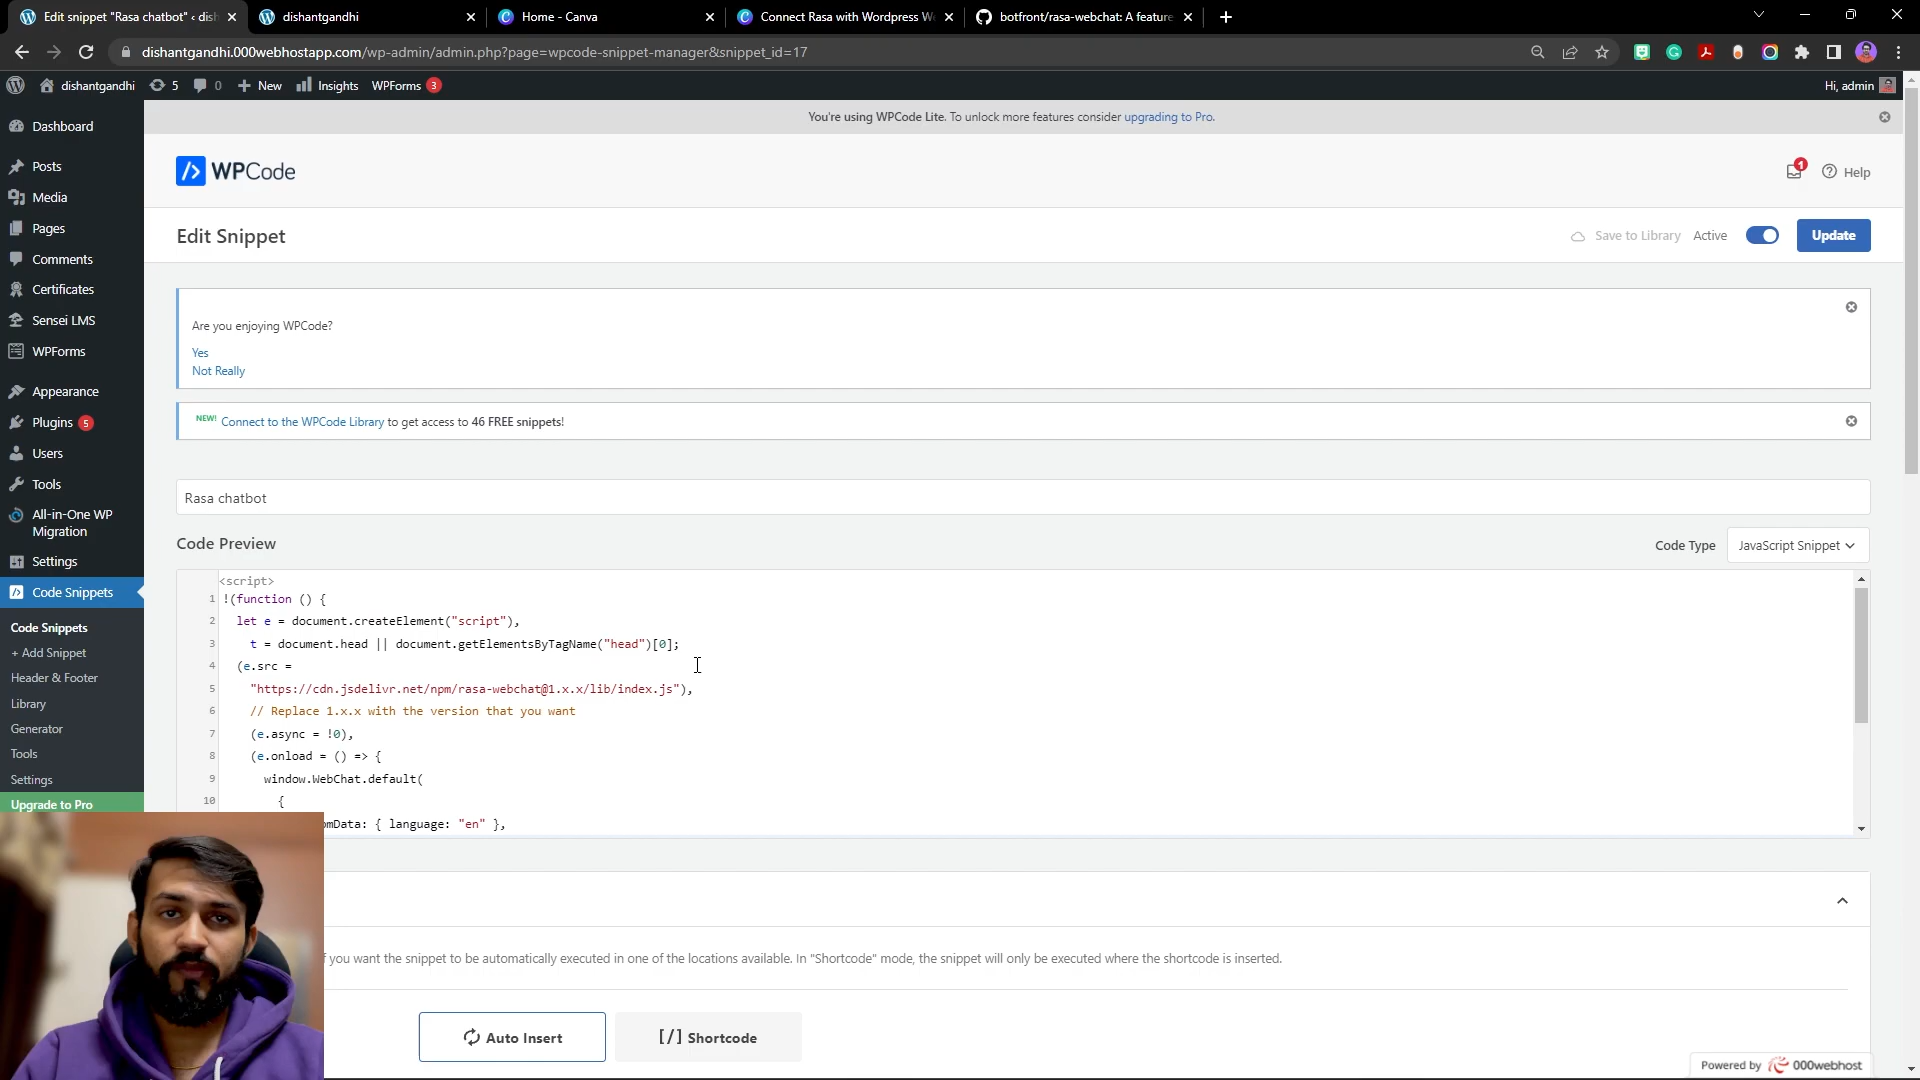 Edit snippet "Rasa chatbot" ‹ dish
dishantgandhi
Home - Canva
Connect Rasa with Wordpress We
botfront/rasa-webchat: A feature
dishantgandhi.000webhostapp.com/wp-admin/admin.php?page=wpcode-snippet-manager&snippet_id=17
dishantgandhi
5
0
New
Insights
WPForms 3
Hi, admin
Dashboard
Posts
Media
Pages
Comments
Certificates
Sensei LMS
WPForms
Appearance
Plugins 5
Users
Tools
All-in-One WP
Migration
Settings
Code Snippets
Code Snippets
+ Add Snippet
Header & Footer
Library
Generator
Tools
Settings
Upgrade to Pro
You're using WPCode Lite. To unlock more features consider upgrading to Pro.
WPCode
1
Help
Edit Snippet
Save to Library Active
Update
Are you enjoying WPCode?
Yes
Not Really
NEW! Connect to the WPCode Library to get access to 46 FREE snippets!
Rasa chatbot
Code Preview
Code Type
JavaScript Snippet
<script>
1 !(function () {
2 let e = document.createElement("script"),
3 t = document.head || document.getElementsByTagName("head")[0];
4 (e.src =
5 "https://cdn.jsdelivr.net/npm/rasa-webchat@1.x.x/lib/index.js"),
6 // Replace 1.x.x with the version that you want
7 (e.async = !0),
8 (e.onload = () => {
9 window.WebChat.default(
10 {
omData: { language: "en" },
f you want the snippet to be automatically executed in one of the locations available. In "Shortcode" mode, the snippet will only be executed where the shortcode is inserted.
Auto Insert
[/] Shortcode
Powered by 000webhost